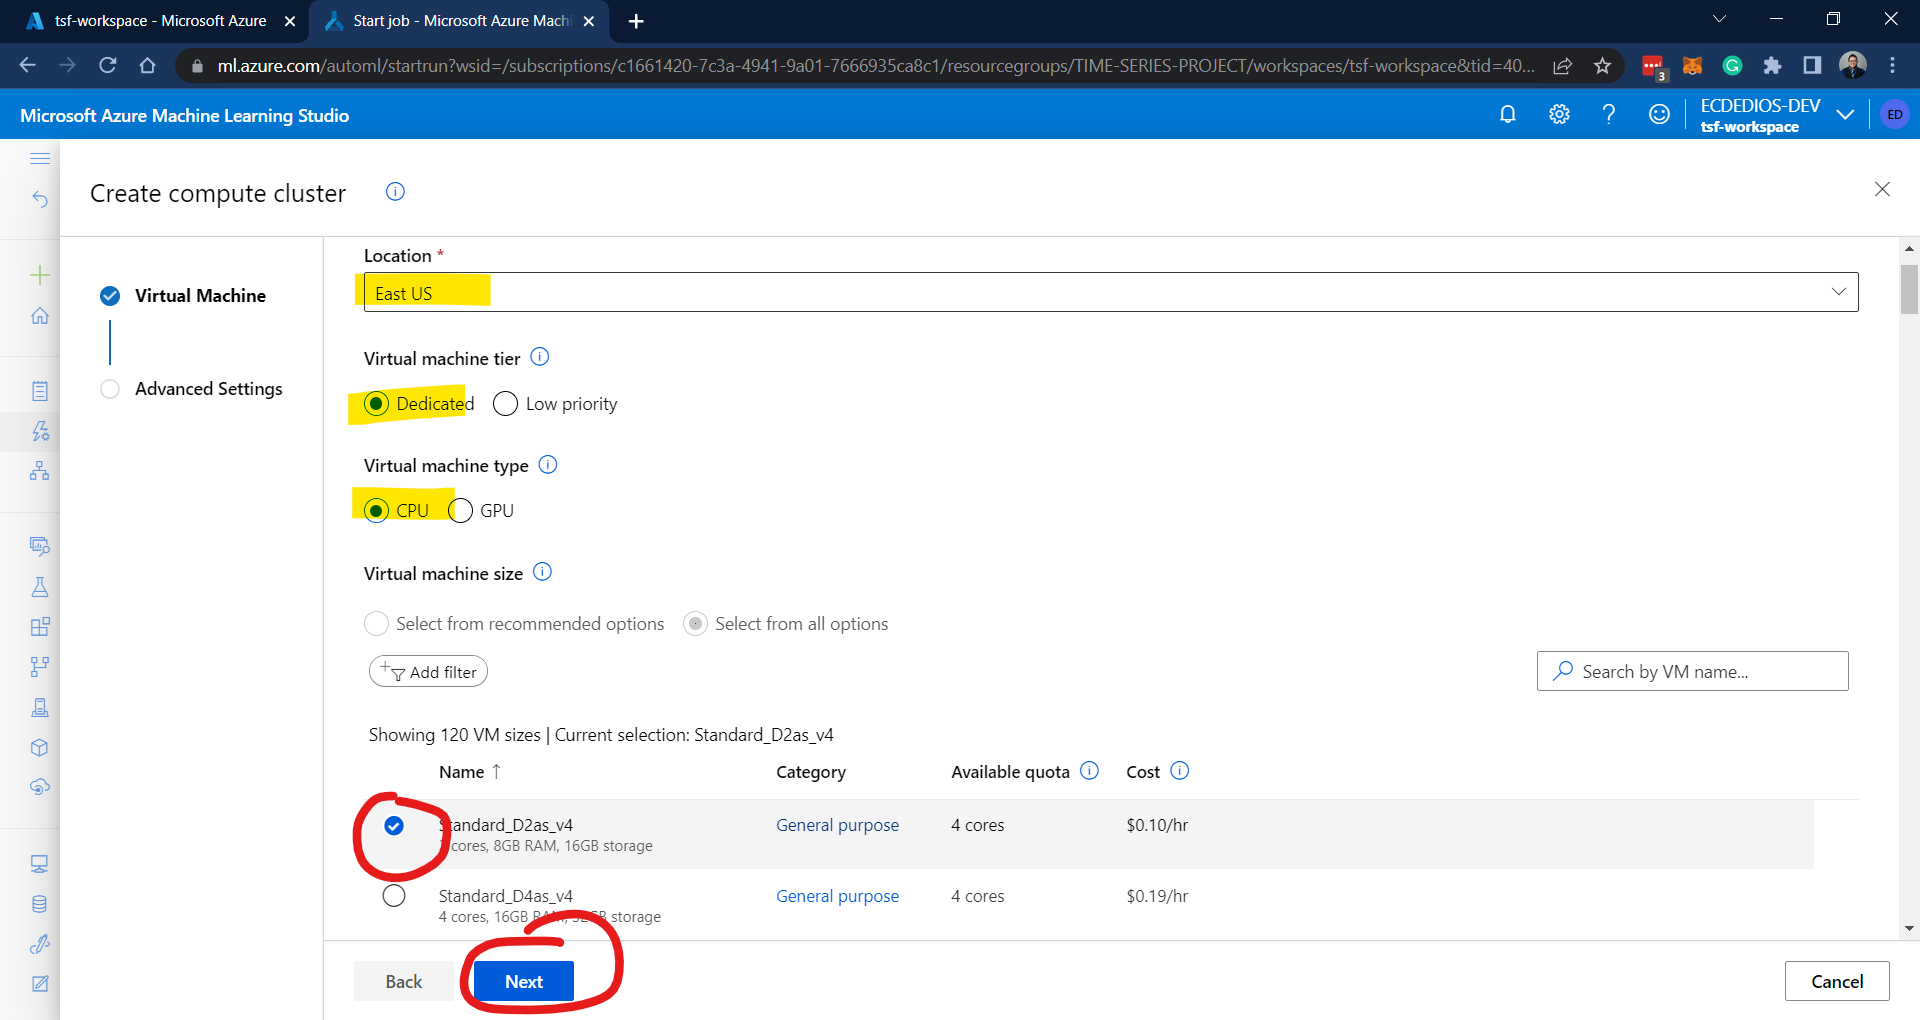 tsf-workspace - Microsoft Azure
Start job - Microsoft Azure Machi
ml.azure.com/automl/startrun?wsid=/subscriptions/c1661420-7c3a-4941-9a01-7666935ca8c1/resourcegroups/TIME-SERIES-PROJECT/workspaces/tsf-workspace&tid=40...
3
Microsoft Azure Machine Learning Studio
ECDEDIOS-DEV
tsf-workspace
ED
Create compute cluster
Virtual Machine
Advanced Settings
Location *
East US
Virtual machine tier
Dedicated Low priority
Virtual machine type
CPU GPU
Virtual machine size
Select from recommended options Select from all options
Add filter
Search by VM name...
Showing 120 VM sizes | Current selection: Standard_D2as_v4
Name ↑ Category Available quota Cost
Standard_D2as_v4 General purpose 4 cores $0.10/hr
cores, 8GB RAM, 16GB storage
Standard_D4as_v4 General purpose 4 cores $0.19/hr
4 cores, 16GB RAM, 32GB storage
Back
Next
Cancel